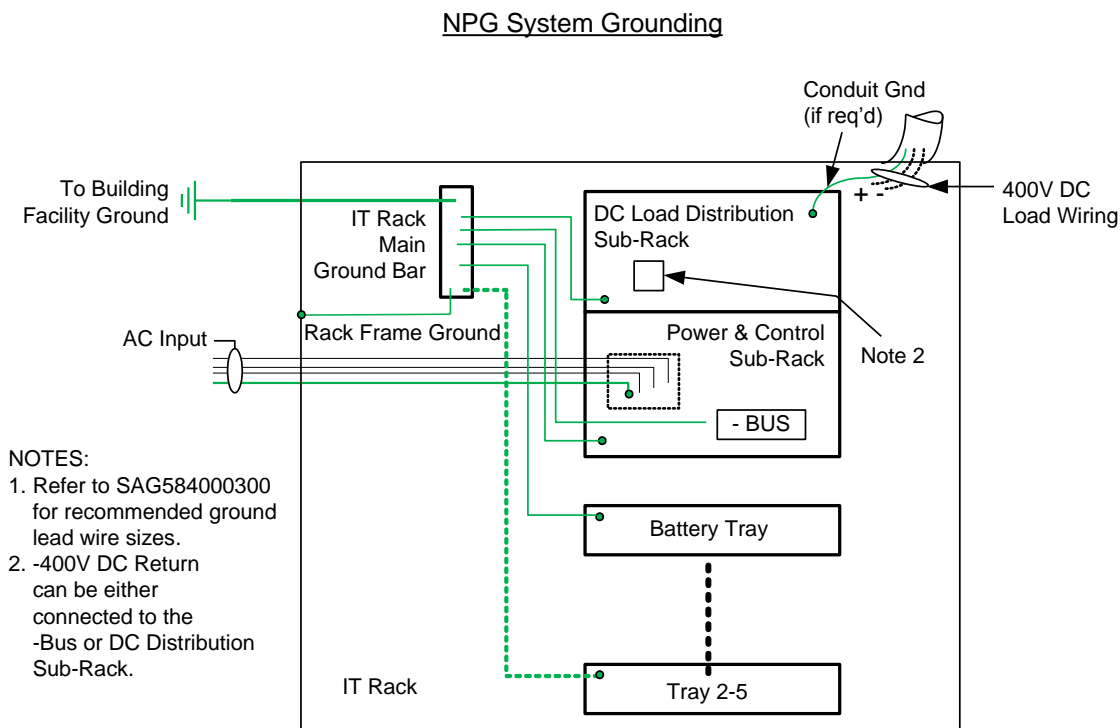 NPG System Grounding
Conduit Gnd
(if req'd)
To Building
Facility Ground
IT Rack
Main
Ground Bar
DC Load Distribution
Sub-Rack
+ -
400V DC
Load Wiring
AC Input
Rack Frame Ground
Power & Control
Sub-Rack
Note 2
- BUS
NOTES:
1. Refer to SAG584000300
for recommended ground
lead wire sizes.
2. -400V DC Return
can be either
connected to the
-Bus or DC Distribution
Sub-Rack.
Battery Tray
IT Rack
Tray 2-5